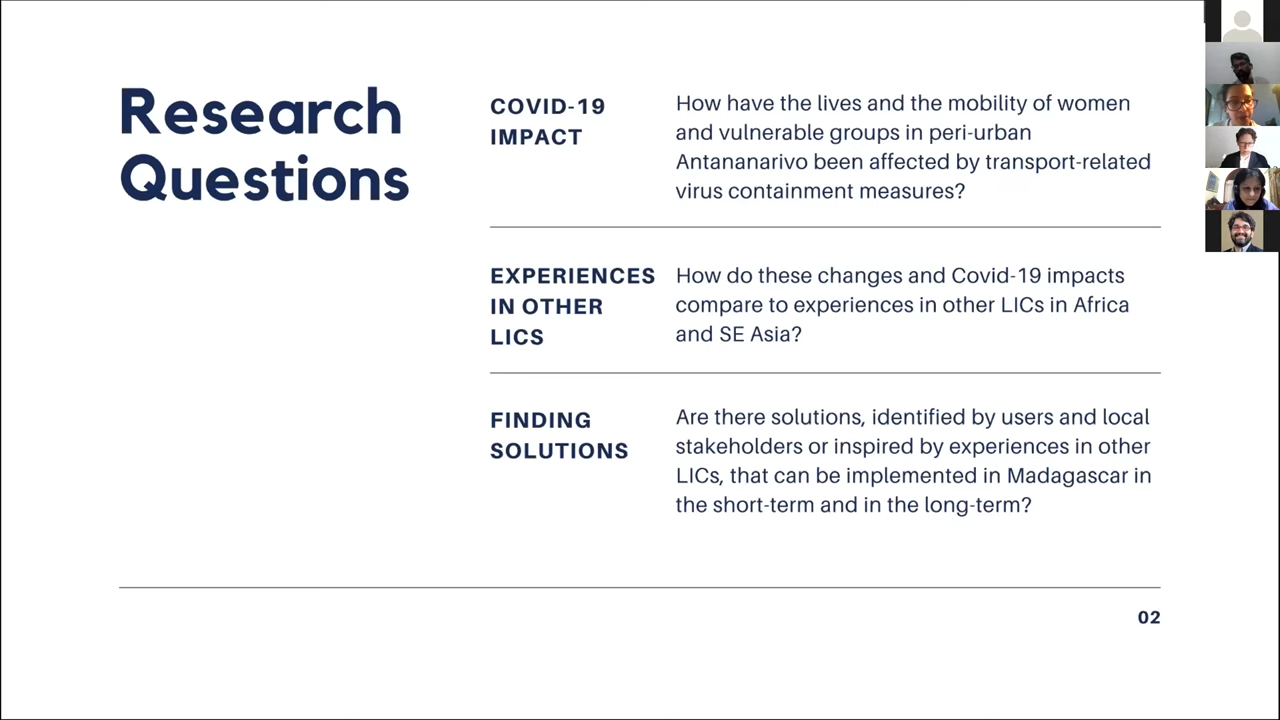 Research
Questions
COVID-19
IMPACT
How have the lives and the mobility of women
and vulnerable groups in peri-urban
Antananarivo been affected by transport-related
virus containment measures?
EXPERIENCES
IN OTHER
LICS
How do these changes and Covid-19 impacts
compare to experiences in other LICs in Africa
and SE Asia?
FINDING
SOLUTIONS
Are there solutions, identified by users and local
stakeholders or inspired by experiences in other
LICs, that can be implemented in Madagascar in
the short-term and in the long-term?
02